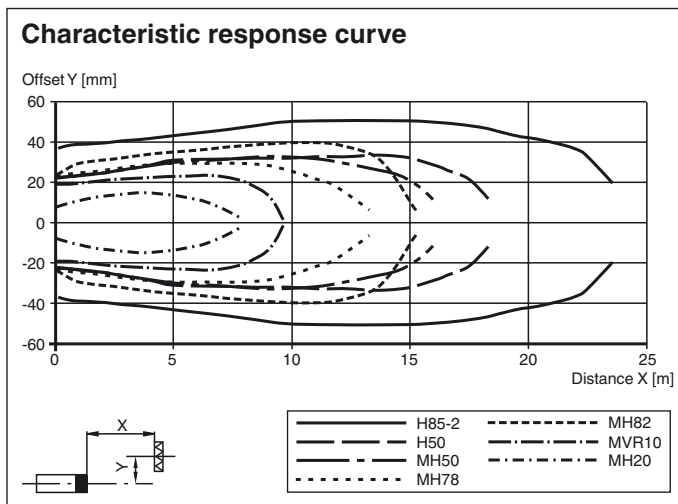 Characteristic response curve
Offset Y [mm]
60
40
20
0
-20
-40
-60
0 5 10 15 20 25
Distance X [m]
X
Y
H85-2
H50
MH50
MH78
MH82
MVR10
MH20